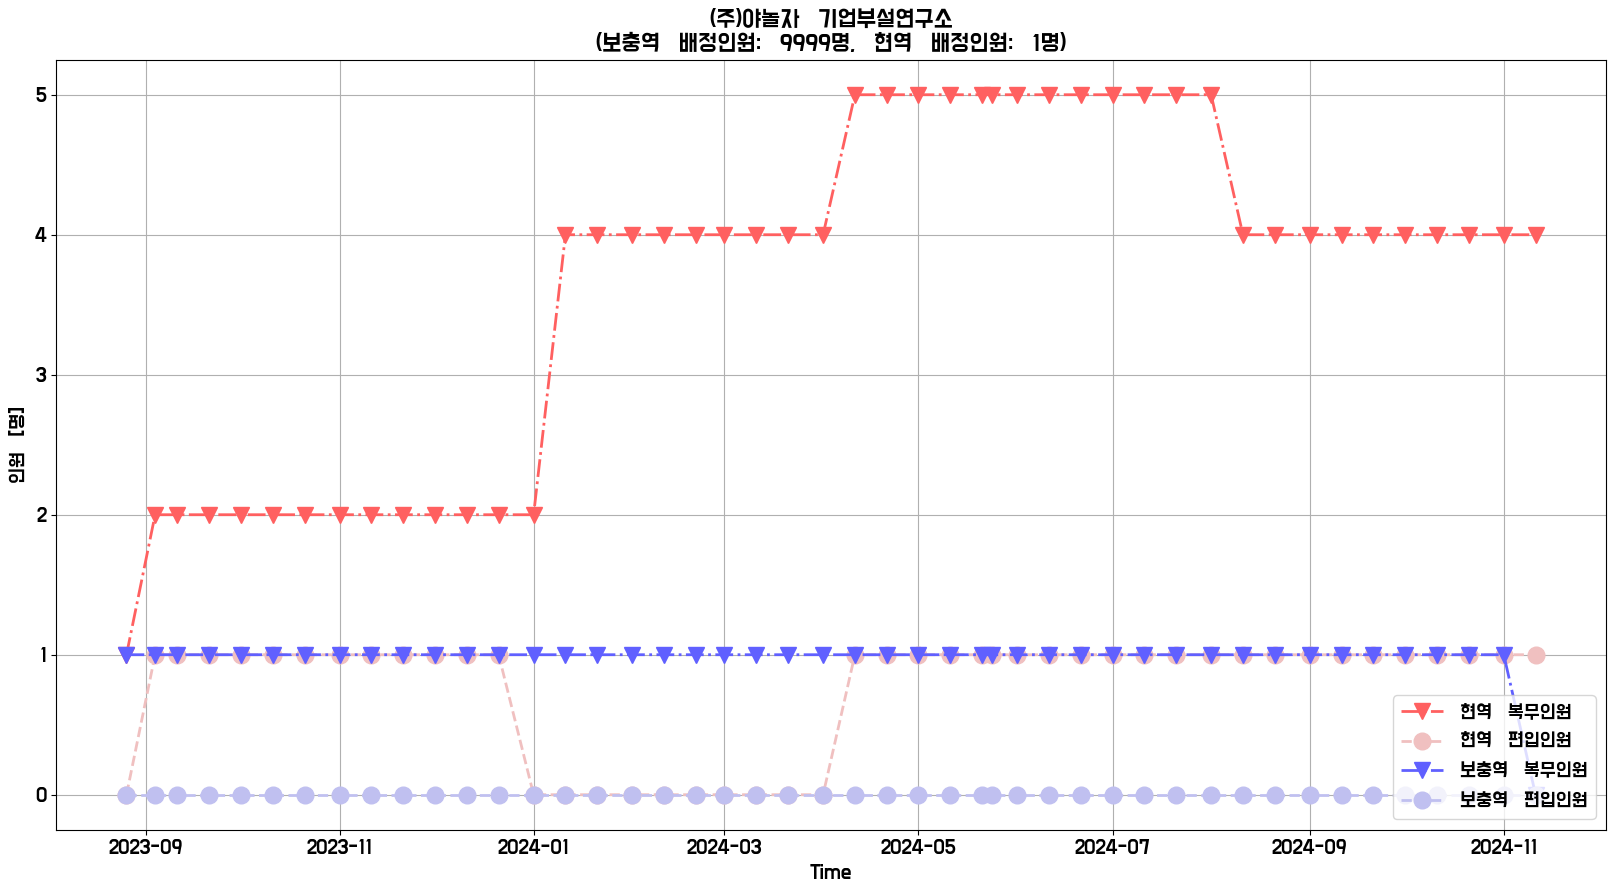 (주)야놀자 기업부설연구소
(보충역 배정인원: 9999명, 현역 배정인원: 1명)
인원 [명]
5
4
3
2
1
0
2023-09 2023-11 2024-01 2024-03 2024-05 2024-07 2024-09 2024-11
Time
현역 복무인원
현역 편입인원
보충역 복무인원
보충역 편입인원